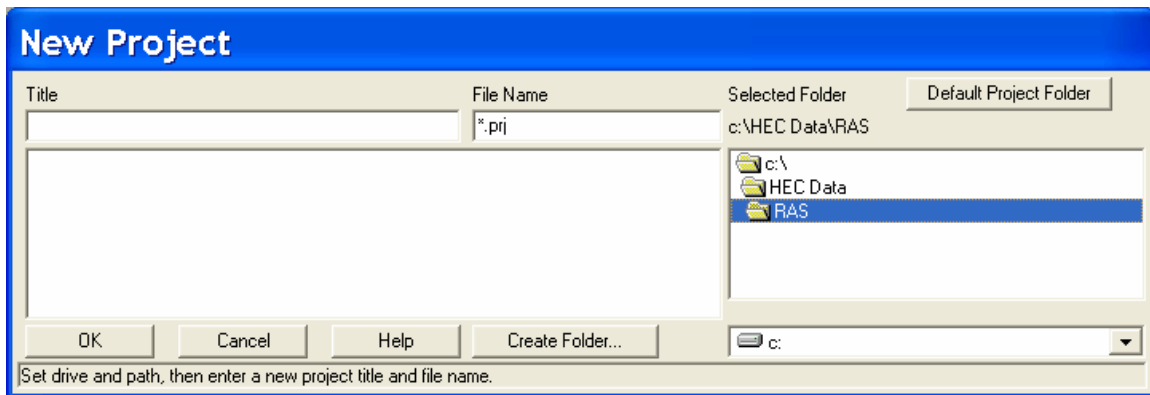 New Project
Title File Name Selected Folder Default Project Folder
*.prj c:\HEC Data\RAS
c:\
HEC Data
RAS
OK Cancel Help Create Folder... c:
Set drive and path, then enter a new project title and file name.